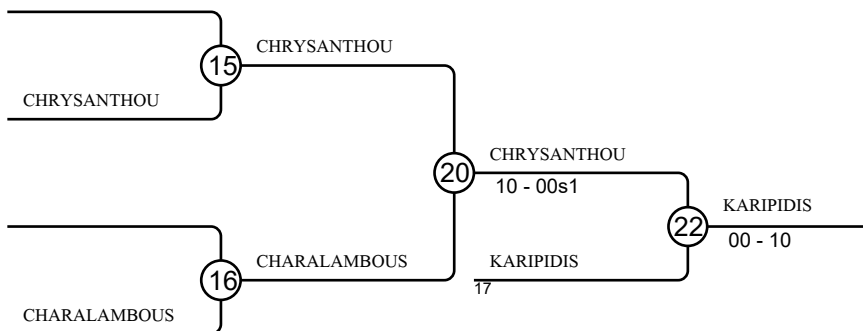 CHRYSANTHOU
15
CHRYSANTHOU
CHRYSANTHOU
20
10 - 00s1
KARIPIDIS
22
00 - 10
CHARALAMBOUS
16
KARIPIDIS
17
CHARALAMBOUS